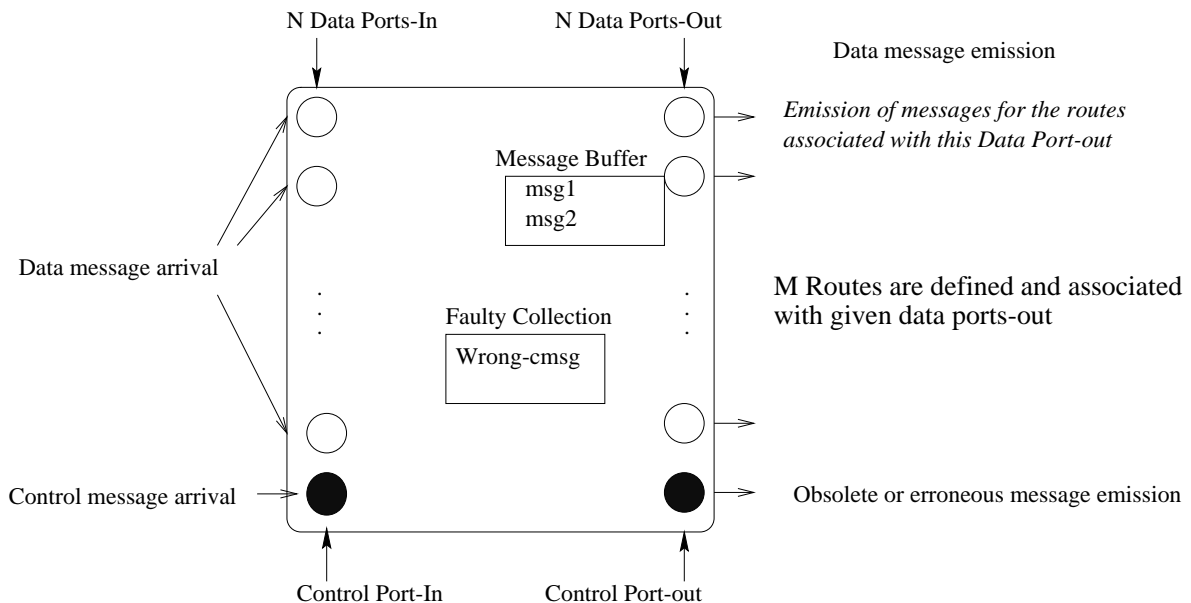 N Data Ports-In
N Data Ports-Out
Data message emission
Emission of messages for the routes
associated with this Data Port-out
Message Buffer
msg1
msg2
Data message arrival
M Routes are defined and associated
with given data ports-out
Faulty Collection
Wrong-cmsg
Control message arrival
Obsolete or erroneous message emission
Control Port-In
Control Port-out